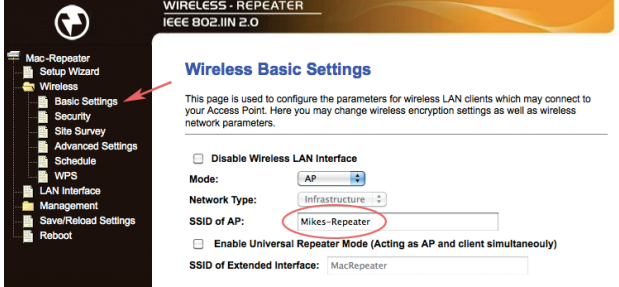 WIRELESS - REPEATER
IEEE 802.11N 2.0
Mac-Repeater
Setup Wizard
Wireless
Basic Settings
Security
Site Survey
Advanced Settings
Schedule
WPS
LAN Interface
Management
Save/Reload Settings
Reboot
Wireless Basic Settings
This page is used to configure the parameters for wireless LAN clients which may connect to
your Access Point. Here you may change wireless encryption settings as well as wireless
network parameters.
Disable Wireless LAN Interface
Mode: AP
Network Type: Infrastructure
SSID of AP: Mikes-Repeater
Enable Universal Repeater Mode (Acting as AP and client simultaneouly)
SSID of Extended Interface: MacRepeater